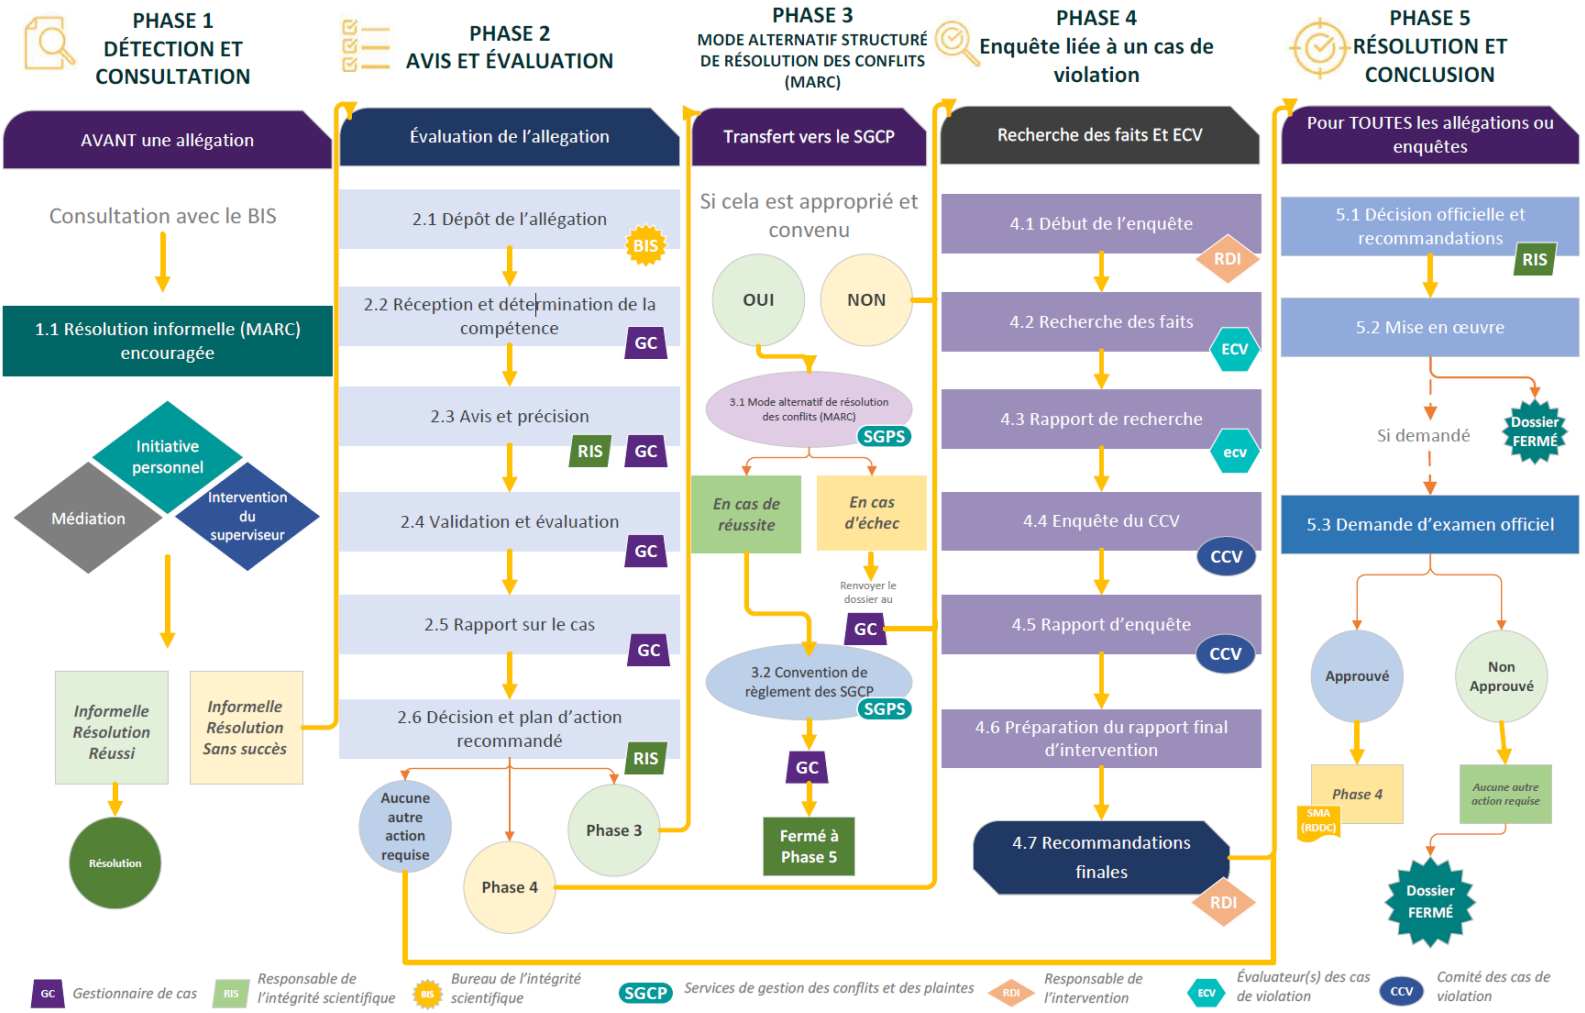 PHASE 1
DÉTECTION ET
CONSULTATION
AVANT une allégation
Consultation avec le BIS
1.1 Résolution informelle (MARC)
encouragée
Initiative
personnel
Médiation
Intervention
du
superviseur
Informelle
Résolution
Réussi
Informelle
Résolution
Sans succès
Résolution
PHASE 2
AVIS ET ÉVALUATION
Évaluation de l'allegation
2.1 Dépôt de l'allégation
BIS
2.2 Réception et détermination de la
compétence
GC
2.3 Avis et précision
RIS
GC
2.4 Validation et évaluation
GC
2.5 Rapport sur le cas
GC
2.6 Décision et plan d'action
recommandé
RIS
Aucune
autre
action
requise
Phase 4
Phase 3
PHASE 3
MODE ALTERNATIF STRUCTURÉ
DE RÉSOLUTION DES CONFLITS
(MARC)
Transfert vers le SGCP
Si cela est approprié et
convenu
OUI
NON
3.1 Mode alternatif de résolution
des conflits (MARC)
SGPS
En cas de
réussite
En cas
d'échec
Renvoyer le
dossier au
GC
3.2 Convention de
règlement des SGCP
SGPS
GC
Fermé à
Phase 5
PHASE 4
Enquête liée à un cas de
violation
Recherche des faits Et ECV
4.1 Début de l'enquête
RDI
4.2 Recherche des faits
ECV
4.3 Rapport de recherche
ecv
4.4 Enquête du CCV
CCV
4.5 Rapport d'enquête
CCV
4.6 Préparation du rapport final
d'intervention
4.7 Recommandations
finales
RDI
PHASE 5
RÉSOLUTION ET
CONCLUSION
Pour TOUTES les allégations ou
enquêtes
5.1 Décision officielle et
recommandations
RIS
5.2 Mise en œuvre
Si demandé
Dossier
FERMÉ
5.3 Demande d'examen officiel
Approuvé
Non
Approuvé
Phase 4
SMA
(RDDC)
Aucune autre
action requise
Dossier
FERMÉ
GC
Gestionnaire de cas
RIS
Responsable de
l'intégrité scientifique
BIS
Bureau de l'intégrité
scientifique
SGCP
Services de gestion des conflits et des plaintes
RDI
Responsable de
l'intervention
ECV
Évaluateur(s) des cas
de violation
CCV
Comité des cas de
violation